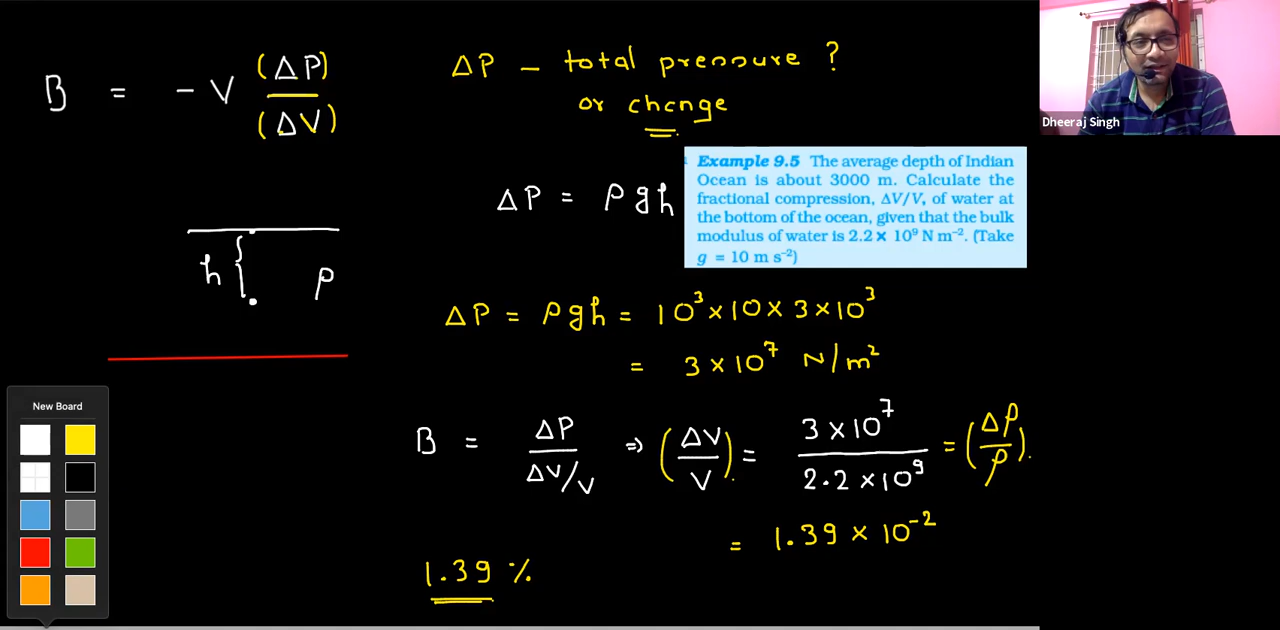 B = - V (ΔP)/(ΔV)
ΔP – total pressure ?
or change
Dheeraj Singh
Example 9.5 The average depth of Indian
Ocean is about 3000 m. Calculate the
fractional compression, ΔV/V, of water at
the bottom of the ocean, given that the bulk
modulus of water is 2.2 × 10⁹ N m⁻². (Take
g = 10 m s⁻²)
ΔP = ρgh
h{ ρ
ΔP = ρgh = 10³ × 10 × 3 × 10³
= 3 × 10⁷ N/m²
B = ΔP/(ΔV/V) ⇒ (ΔV/V) = 3 × 10⁷/2.2 × 10⁹ = (Δρ/ρ).
= 1.39 × 10⁻²
1.39 %
New Board